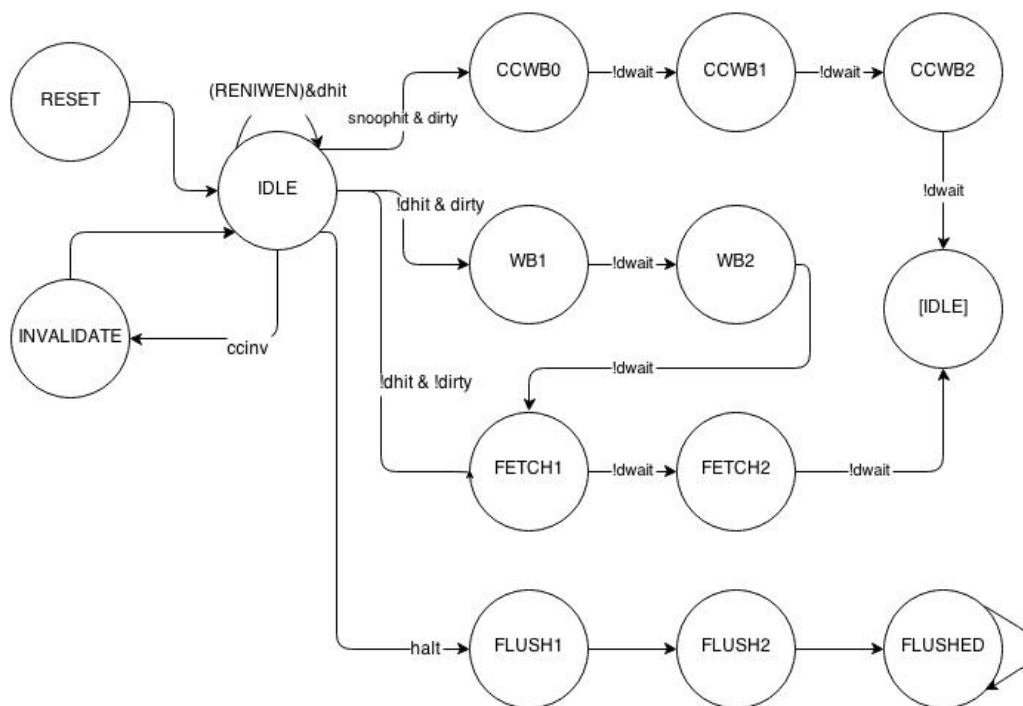 RESET
(RENIWEN)&dhit
snoophit & dirty
CCWB0
!dwait
CCWB1
!dwait
CCWB2
!dwait
IDLE
!dhit & dirty
WB1
!dwait
WB2
!dwait
[IDLE]
INVALIDATE
ccinv
!dhit & !dirty
FETCH1
!dwait
FETCH2
!dwait
halt
FLUSH1
FLUSH2
FLUSHED